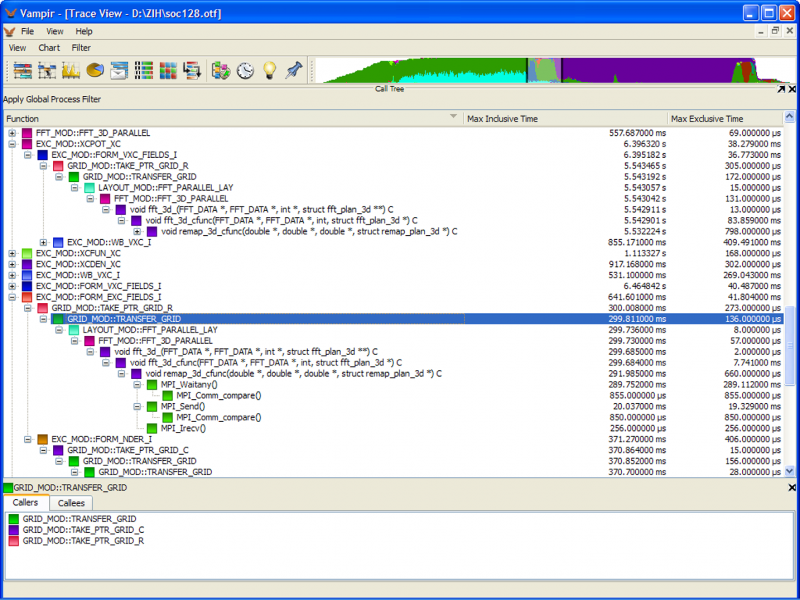 Vampir - [Trace View - D:\ZIH\soc128.otf]
File View Help
View Chart Filter
Call Tree
Apply Global Process Filter
Function Max Inclusive Time Max Exclusive Time
FFT_MOD::FFT_3D_PARALLEL 557.687000 ms 69.000000 µs
EXC_MOD::XCPOT_XC 6.396320 s 38.279000 ms
EXC_MOD::FORM_VXC_FIELDS_I 6.395182 s 36.773000 ms
GRID_MOD::TAKE_PTR_GRID_R 5.543465 s 305.000000 µs
GRID_MOD::TRANSFER_GRID 5.543192 s 172.000000 µs
LAYOUT_MOD::FFT_PARALLEL_LAY 5.543057 s 15.000000 µs
FFT_MOD::FFT_3D_PARALLEL 5.543042 s 131.000000 µs
void fft_3d_(FFT_DATA *, FFT_DATA *, int *, struct fft_plan_3d **) C 5.542911 s 13.000000 µs
void fft_3d_cfunc(FFT_DATA *, FFT_DATA *, int, struct fft_plan_3d *) C 5.542901 s 83.859000 ms
void remap_3d_cfunc(double *, double *, double *, struct remap_plan_3d *) C 5.532224 s 798.000000 µs
EXC_MOD::WB_VXC_I 855.171000 ms 409.491000 ms
EXC_MOD::XCFUN_XC 1.113327 s 168.000000 µs
EXC_MOD::XCDEN_XC 917.168000 ms 302.000000 µs
EXC_MOD::WB_VXC_I 531.100000 ms 269.043000 ms
EXC_MOD::FORM_VXC_FIELDS_I 6.464842 s 40.487000 ms
EXC_MOD::FORM_EXC_FIELDS_I 641.601000 ms 41.804000 ms
GRID_MOD::TAKE_PTR_GRID_R 300.008000 ms 273.000000 µs
GRID_MOD::TRANSFER_GRID 299.811000 ms 136.000000 µs
LAYOUT_MOD::FFT_PARALLEL_LAY 299.736000 ms 8.000000 µs
FFT_MOD::FFT_3D_PARALLEL 299.730000 ms 57.000000 µs
void fft_3d_(FFT_DATA *, FFT_DATA *, int *, struct fft_plan_3d **) C 299.685000 ms 2.000000 µs
void fft_3d_cfunc(FFT_DATA *, FFT_DATA *, int, struct fft_plan_3d *) C 299.684000 ms 7.741000 ms
void remap_3d_cfunc(double *, double *, double *, struct remap_plan_3d *) C 291.985000 ms 660.000000 µs
MPI_Waitany() 289.752000 ms 289.112000 ms
MPI_Comm_compare() 855.000000 µs 855.000000 µs
MPI_Send() 20.037000 ms 19.329000 ms
MPI_Comm_compare() 850.000000 µs 850.000000 µs
MPI_Irecv() 256.000000 µs 256.000000 µs
EXC_MOD::FORM_NDER_I 371.270000 ms 406.000000 µs
GRID_MOD::TAKE_PTR_GRID_C 370.864000 ms 15.000000 µs
GRID_MOD::TRANSFER_GRID 370.852000 ms 156.000000 µs
GRID_MOD::TRANSFER_GRID 370.700000 ms 28.000000 µs
GRID_MOD::TRANSFER_GRID
Callers Callees
GRID_MOD::TRANSFER_GRID
GRID_MOD::TAKE_PTR_GRID_C
GRID_MOD::TAKE_PTR_GRID_R